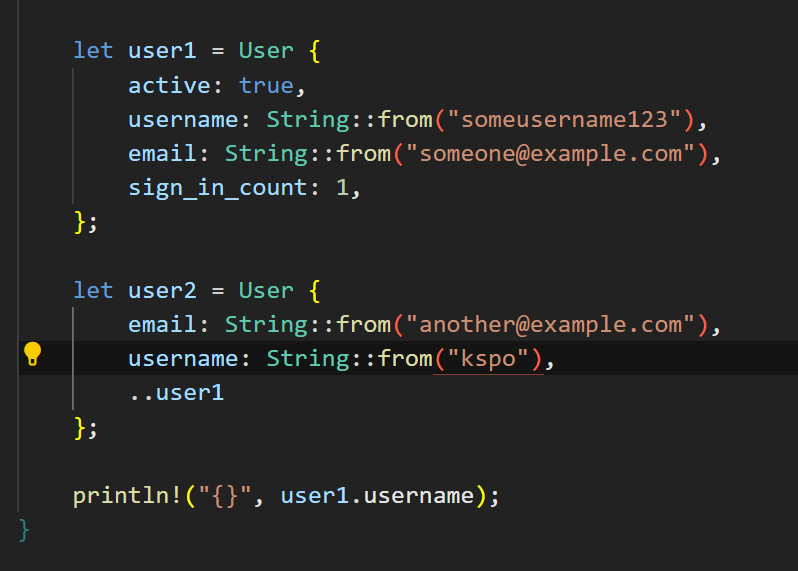 let user1 = User {
active: true,
username: String::from("someusername123"),
email: String::from("someone@example.com"),
sign_in_count: 1,
};
let user2 = User {
email: String::from("another@example.com"),
username: String::from("kspo"),
..user1
};
println!("{}", user1.username);
}